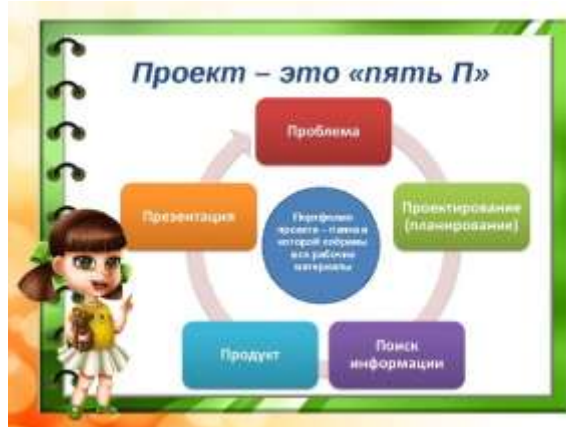 Проект – это «пять П»
Проблема
Проектирование
(планирование)
Поиск
информации
Продукт
Презентация
Портфолио
проекта – папка в
которой собраны
все рабочие
материалы